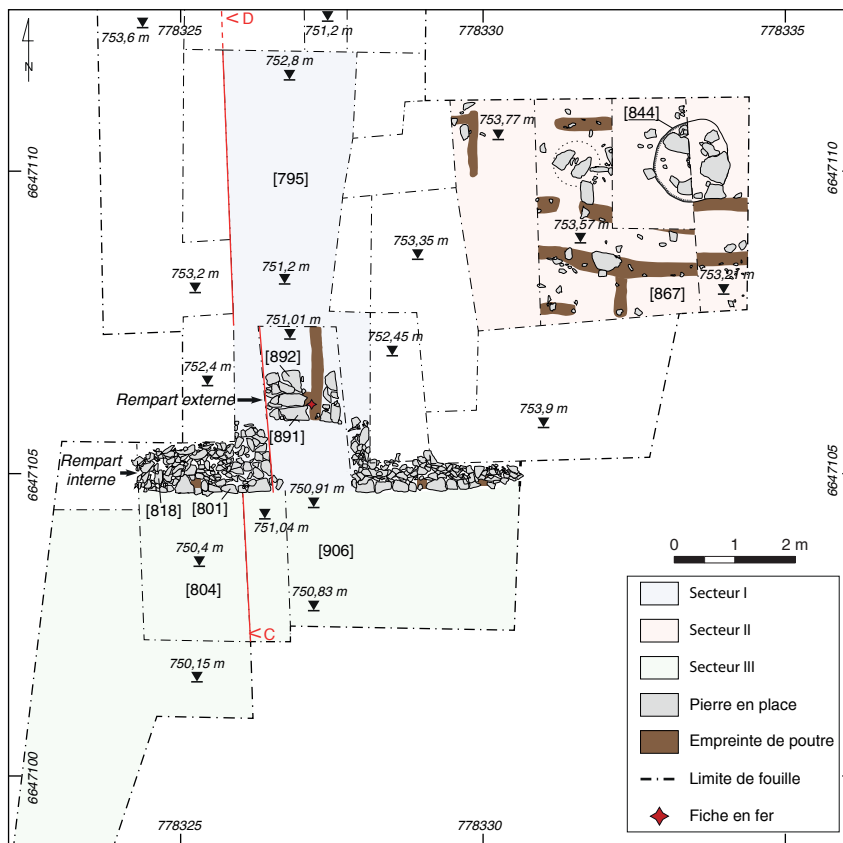 778325
D
778330
778335
753,6 m
751,2 m
N
752,8 m
753,77 m
[844]
6647110
6647110
[795]
753,57 m
753,35 m
751,2 m
753,2 m
[867]
753,21 m
751,01 m
752,45 m
[892]
752,4 m
Rempart externe
753,9 m
[891]
Rempart
interne
6647105
6647105
750,91 m
[818]
[801]
751,04 m
[906]
750,4 m
[804]
0 1 2 m
750,83 m
Secteur I
C
Secteur II
750,15 m
Secteur III
Pierre en place
Empreinte de poutre
6647100
Limite de fouille
Fiche en fer
778325
778330